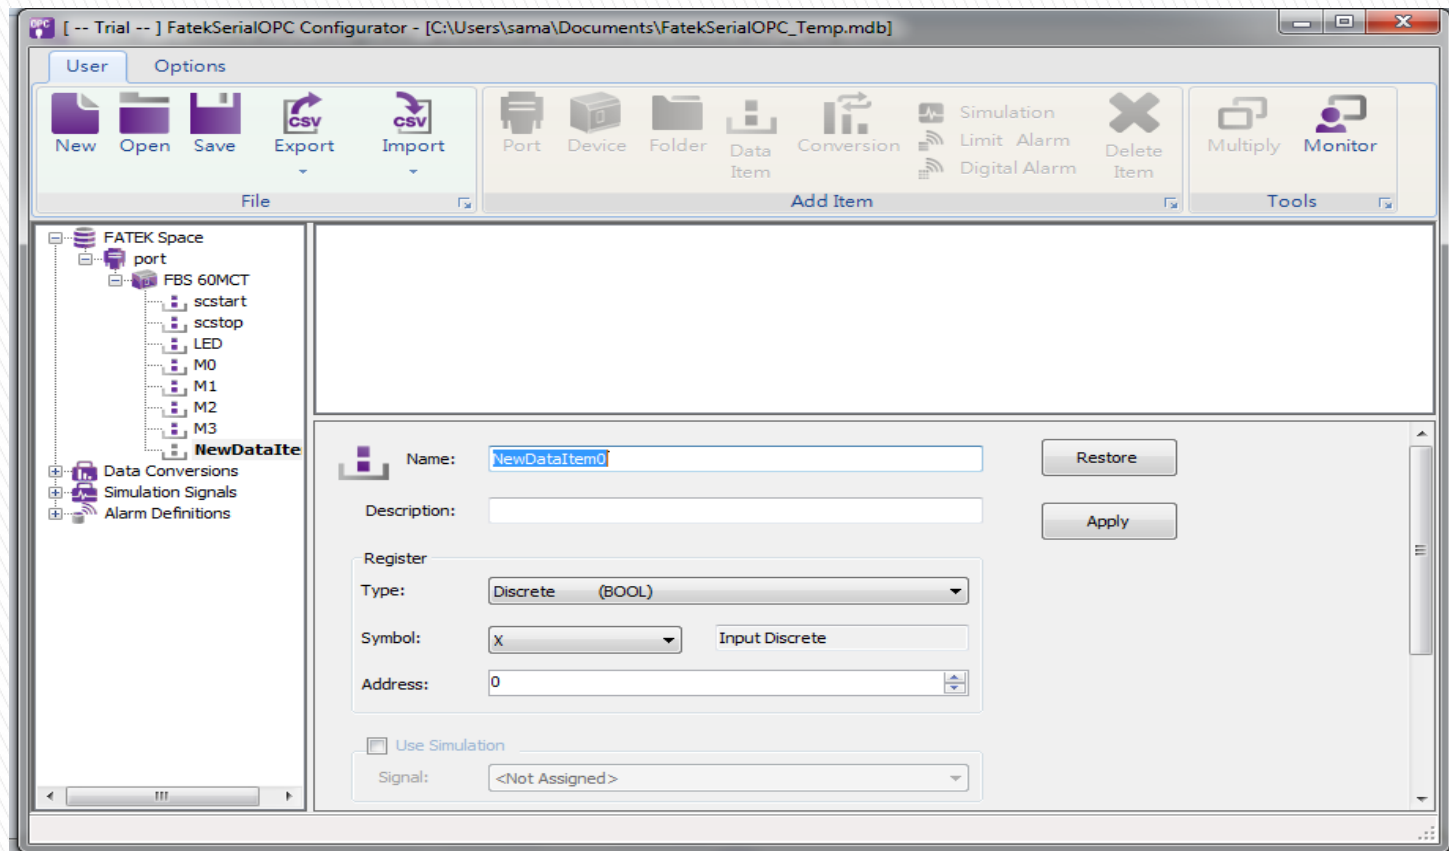 [ -- Trial -- ] FatekSerialOPC Configurator - [C:\Users\sama\Documents\FatekSerialOPC_Temp.mdb]
User Options
New Open Save Export Import
CSV CSV
File
Port Device Folder Data Item Conversion
Simulation
Limit Alarm
Digital Alarm
Delete Item
Add Item
Multiply Monitor
Tools
FATEK Space
port
FBS 60MCT
scstart
scstop
LED
M0
M1
M2
M3
NewDataIte
Data Conversions
Simulation Signals
Alarm Definitions
Name: NewDataItem0 Restore
Description: Apply
Register
Type: Discrete (BOOL)
Symbol: X Input Discrete
Address: 0
Use Simulation
Signal: <Not Assigned>